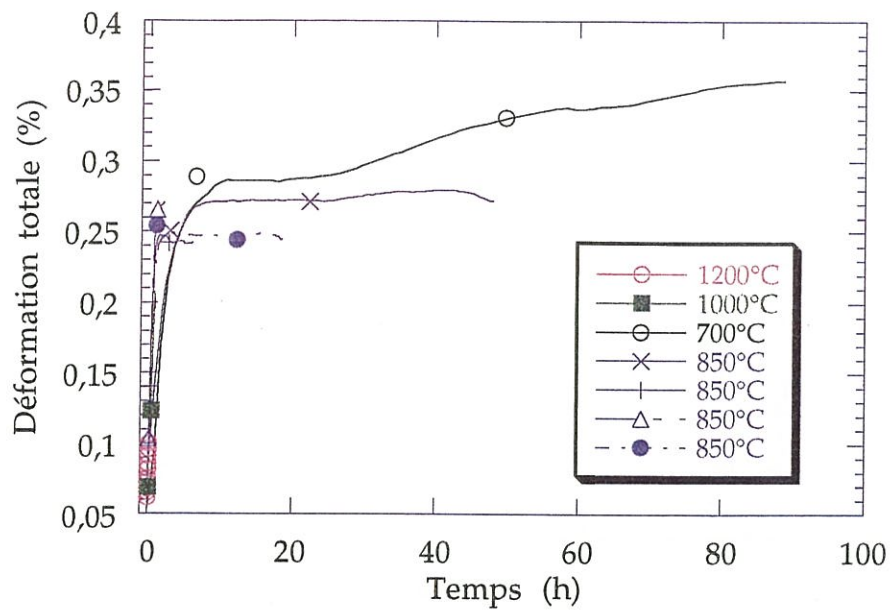 0,4
0,35
0,3
0,25
0,2
0,15
0,1
0,05
Déformation totale (%)
0 20 40 60 80 100
Temps (h)
1200°C
1000°C
700°C
850°C
850°C
850°C
850°C